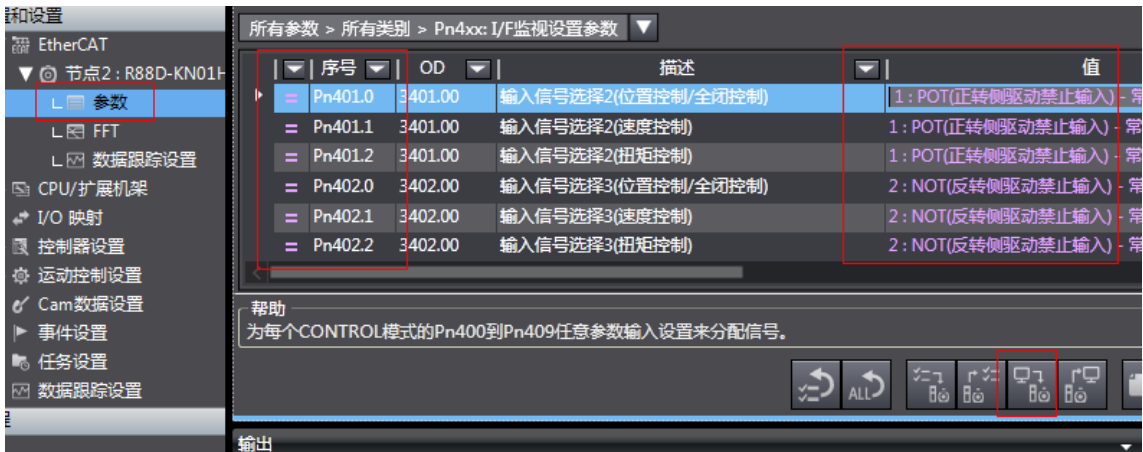 和设置
EtherCAT
节点2 : R88D-KN01H
参数
FFT
数据跟踪设置
CPU/扩展机架
I/O 映射
控制器设置
运动控制设置
Cam数据设置
事件设置
任务设置
数据跟踪设置
所有参数 > 所有类别 > Pn4xx: I/F监视设置参数
序号 OD 描述 值
= Pn401.0 3401.00 输入信号选择2(位置控制/全闭控制) 1 : POT(正转侧驱动禁止输入) - 常
= Pn401.1 3401.00 输入信号选择2(速度控制) 1 : POT(正转侧驱动禁止输入) - 常
= Pn401.2 3401.00 输入信号选择2(扭矩控制) 1 : POT(正转侧驱动禁止输入) - 常
= Pn402.0 3402.00 输入信号选择3(位置控制/全闭控制) 2 : NOT(反转侧驱动禁止输入) - 常
= Pn402.1 3402.00 输入信号选择3(速度控制) 2 : NOT(反转侧驱动禁止输入) - 常
= Pn402.2 3402.00 输入信号选择3(扭矩控制) 2 : NOT(反转侧驱动禁止输入) - 常
帮助
为每个CONTROL模式的Pn400到Pn409任意参数输入设置来分配信号。
ALL
输出